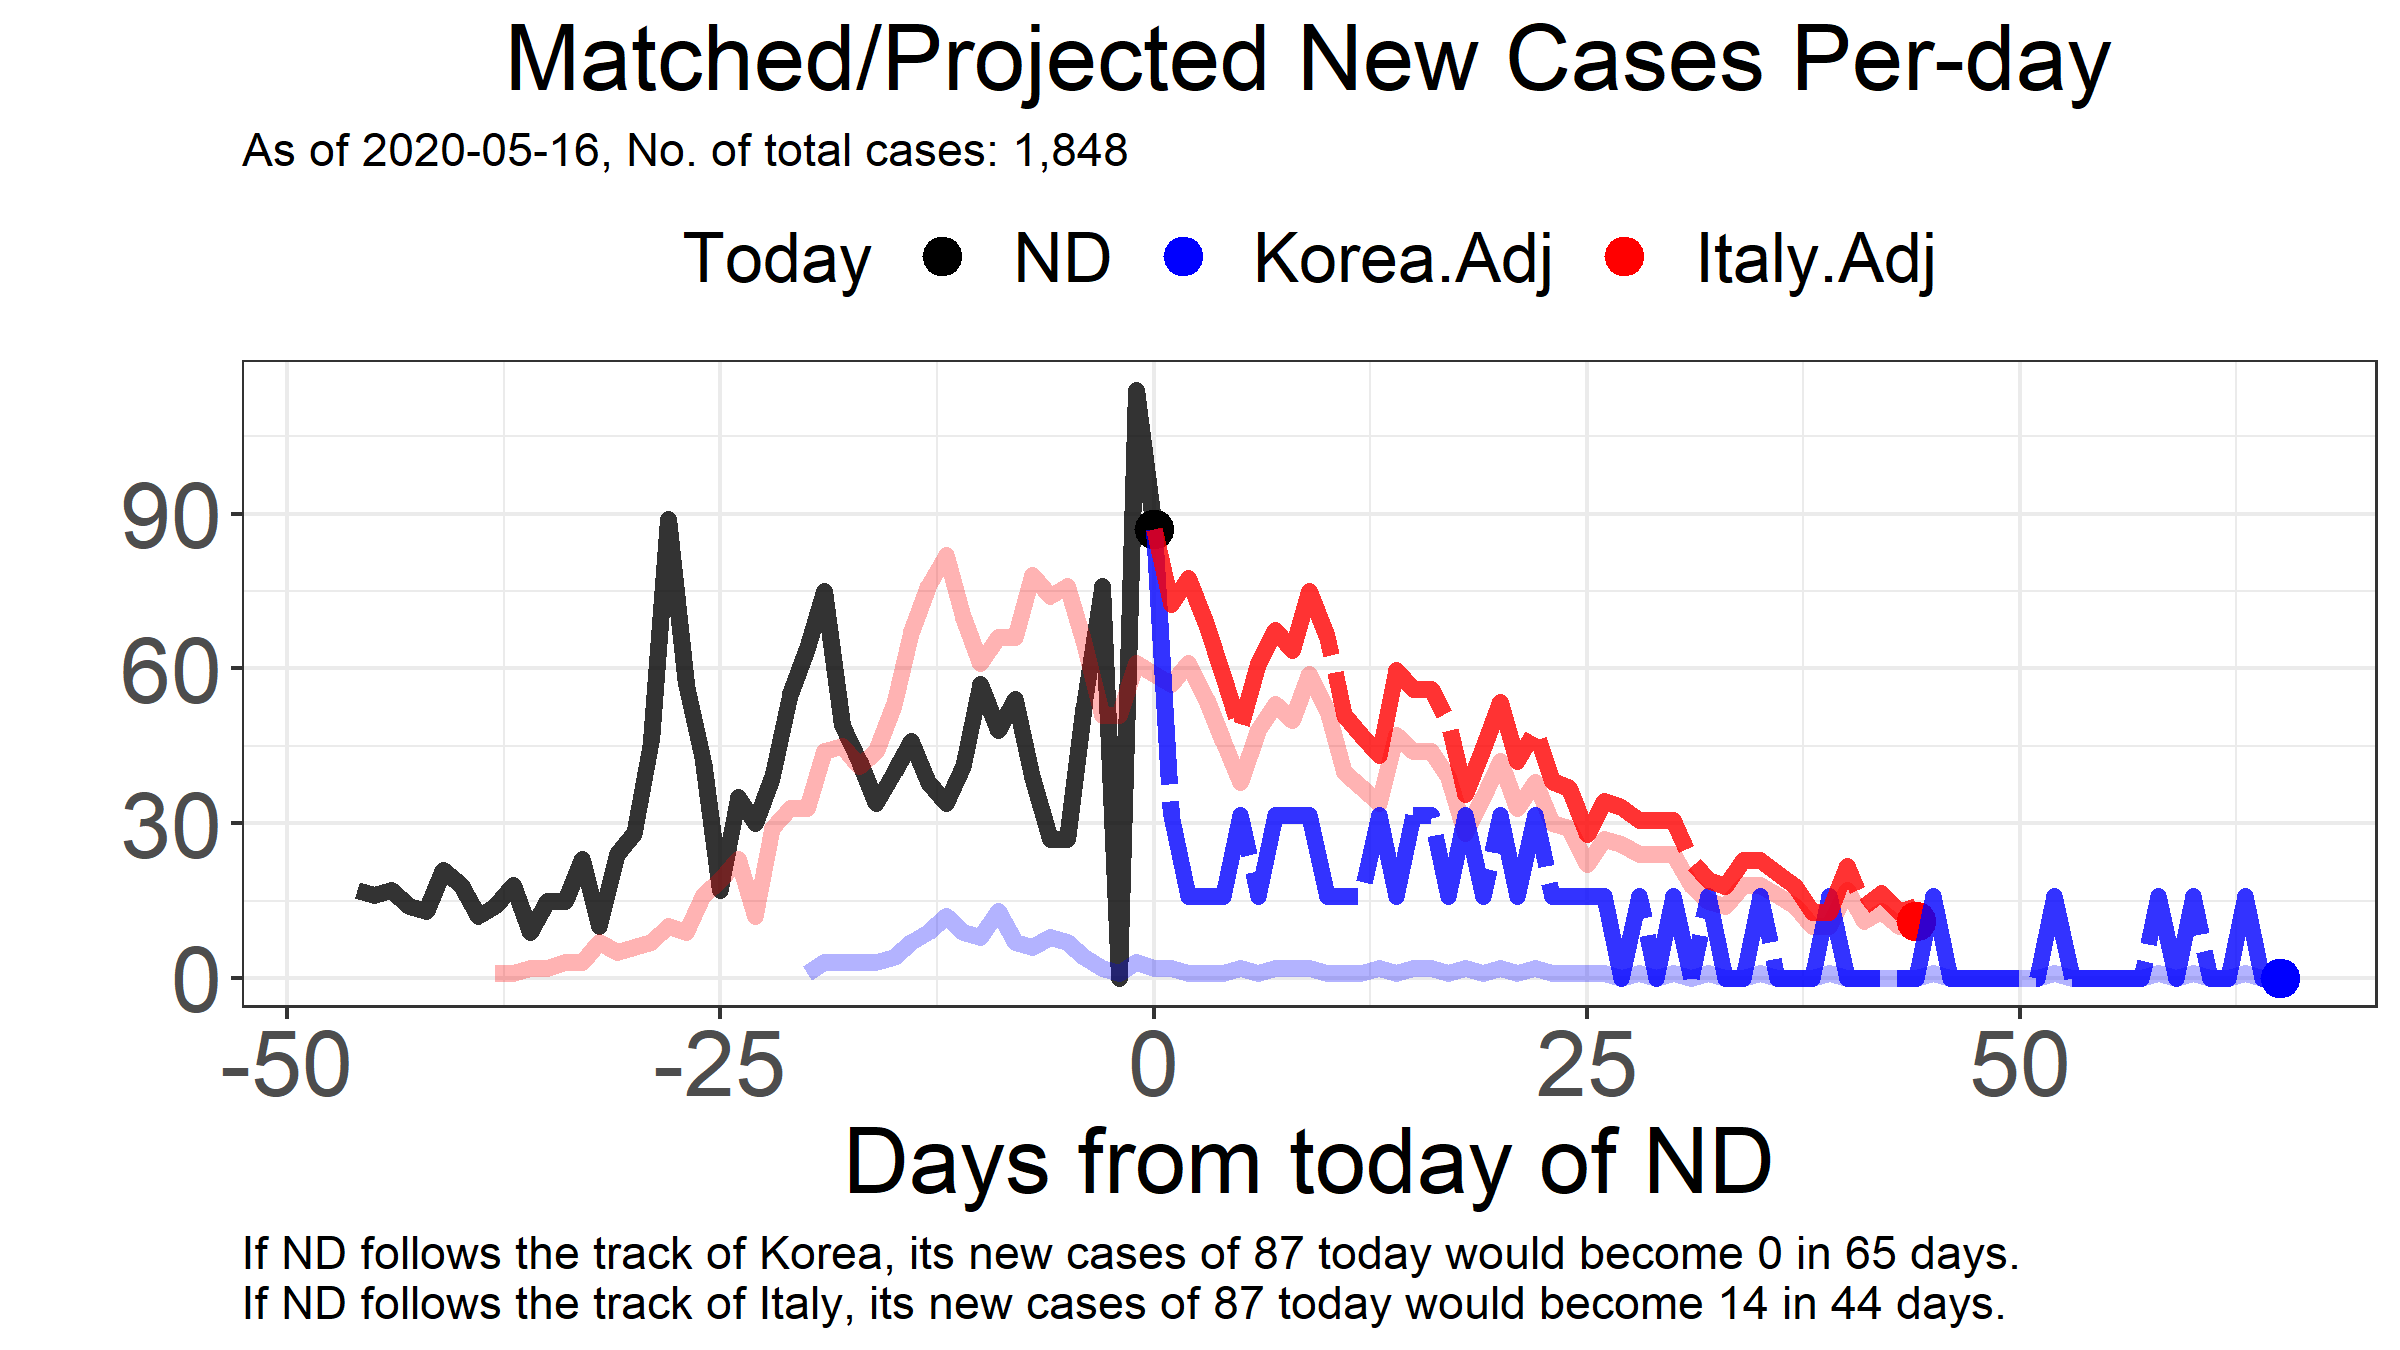 Matched/Projected New Cases Per-day
As of 2020-05-16, No. of total cases: 1,848
Today ND Korea.Adj Italy.Adj
90
60
30
0
-50 -25 0 25 50
Days from today of ND
If ND follows the track of Korea, its new cases of 87 today would become 0 in 65 days.
If ND follows the track of Italy, its new cases of 87 today would become 14 in 44 days.